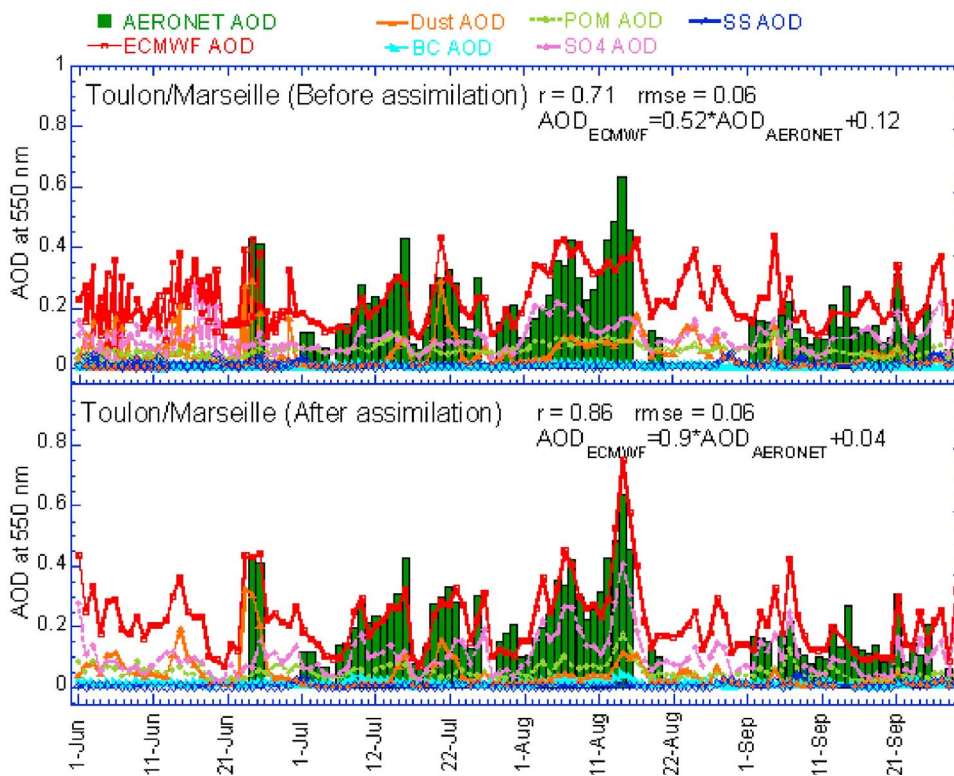 AERONET AOD Dust AOD POM AOD SS AOD
ECMWF AOD BC AOD SO4 AOD
1
Toulon/Marseille (Before assimilation) r = 0.71 rmse = 0.06
AOD_ECMWF=0.52*AOD_AERONET+0.12
0.8
0.6
0.4
0.2
0
AOD at 550 nm
Toulon/Marseille (After assimilation) r = 0.86 rmse = 0.06
AOD_ECMWF=0.9*AOD_AERONET+0.04
0.8
0.6
0.4
0.2
0
AOD at 550 nm
1-Jun 11-Jun 21-Jun 1-Jul 12-Jul 22-Jul 1-Aug 11-Aug 22-Aug 1-Sep 11-Sep 21-Sep